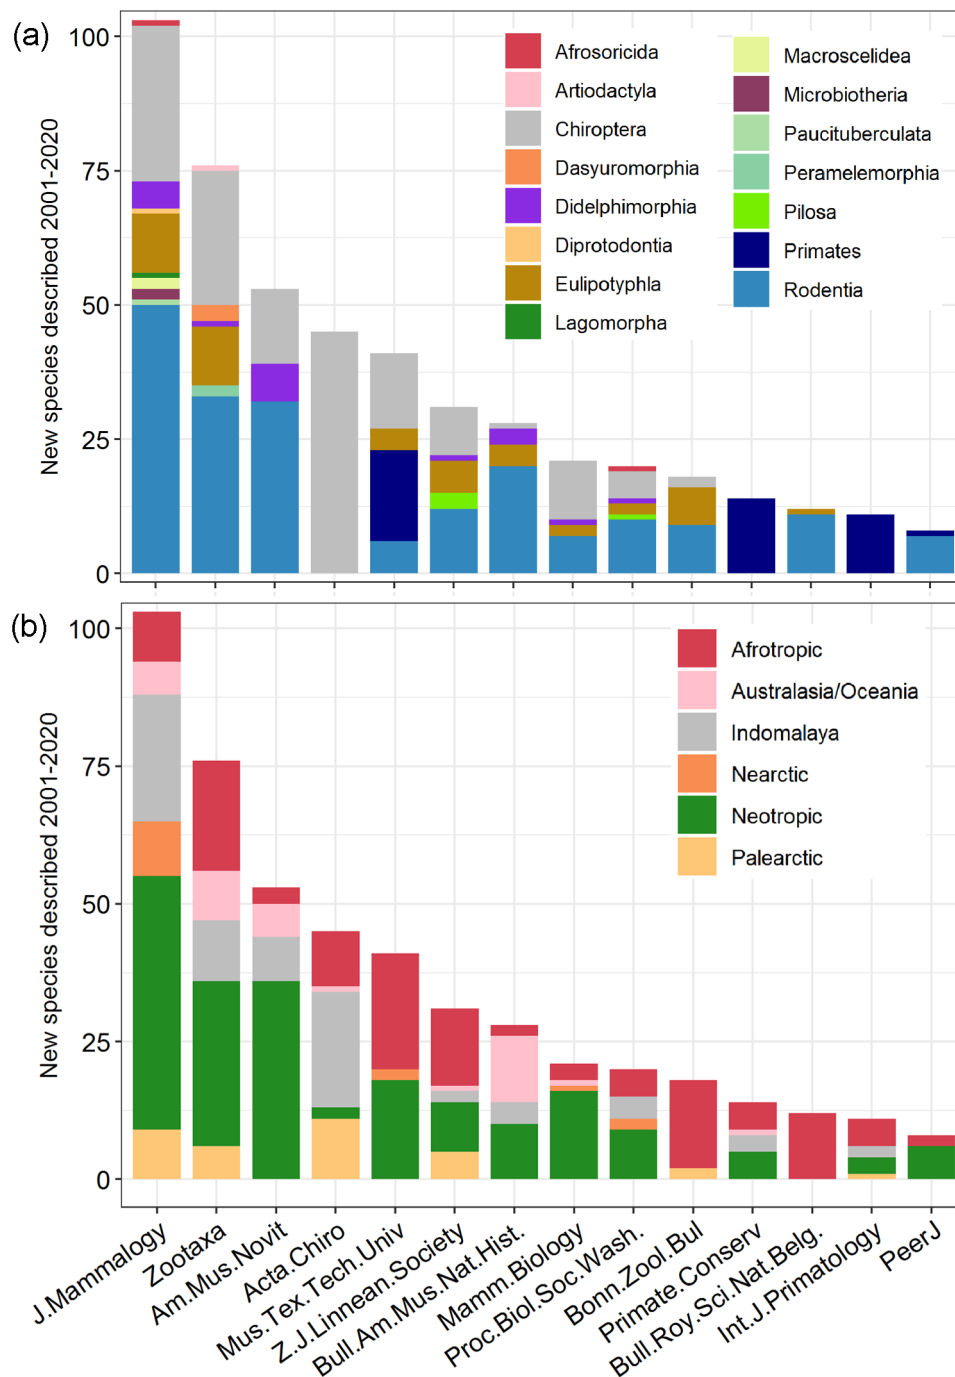 (a)
New species described 2001-2020
100
75
50
25
0
Afrosoricida
Artiodactyla
Chiroptera
Dasyuromorphia
Didelphimorphia
Diprotodontia
Eulipotyphla
Lagomorpha
Macroscelidea
Microbiotheria
Paucituberculata
Peramelemorphia
Pilosa
Primates
Rodentia
(b)
New species described 2001-2020
100
75
50
25
0
Afrotropic
Australasia/Oceania
Indomalaya
Nearctic
Neotropic
Palearctic
J.Mammalogy
Zootaxa
Am.Mus.Novit
Acta.Chiro
Mus.Tex.Tech.Univ
Z.J.Linnean.Society
Bull.Am.Mus.Nat.Hist.
Mamm.Biology
Proc.Biol.Soc.Wash.
Bonn.Zool.Bul
Primate.Conserv
Bull.Roy.Sci.Nat.Belg.
Int.J.Primatology
PeerJ